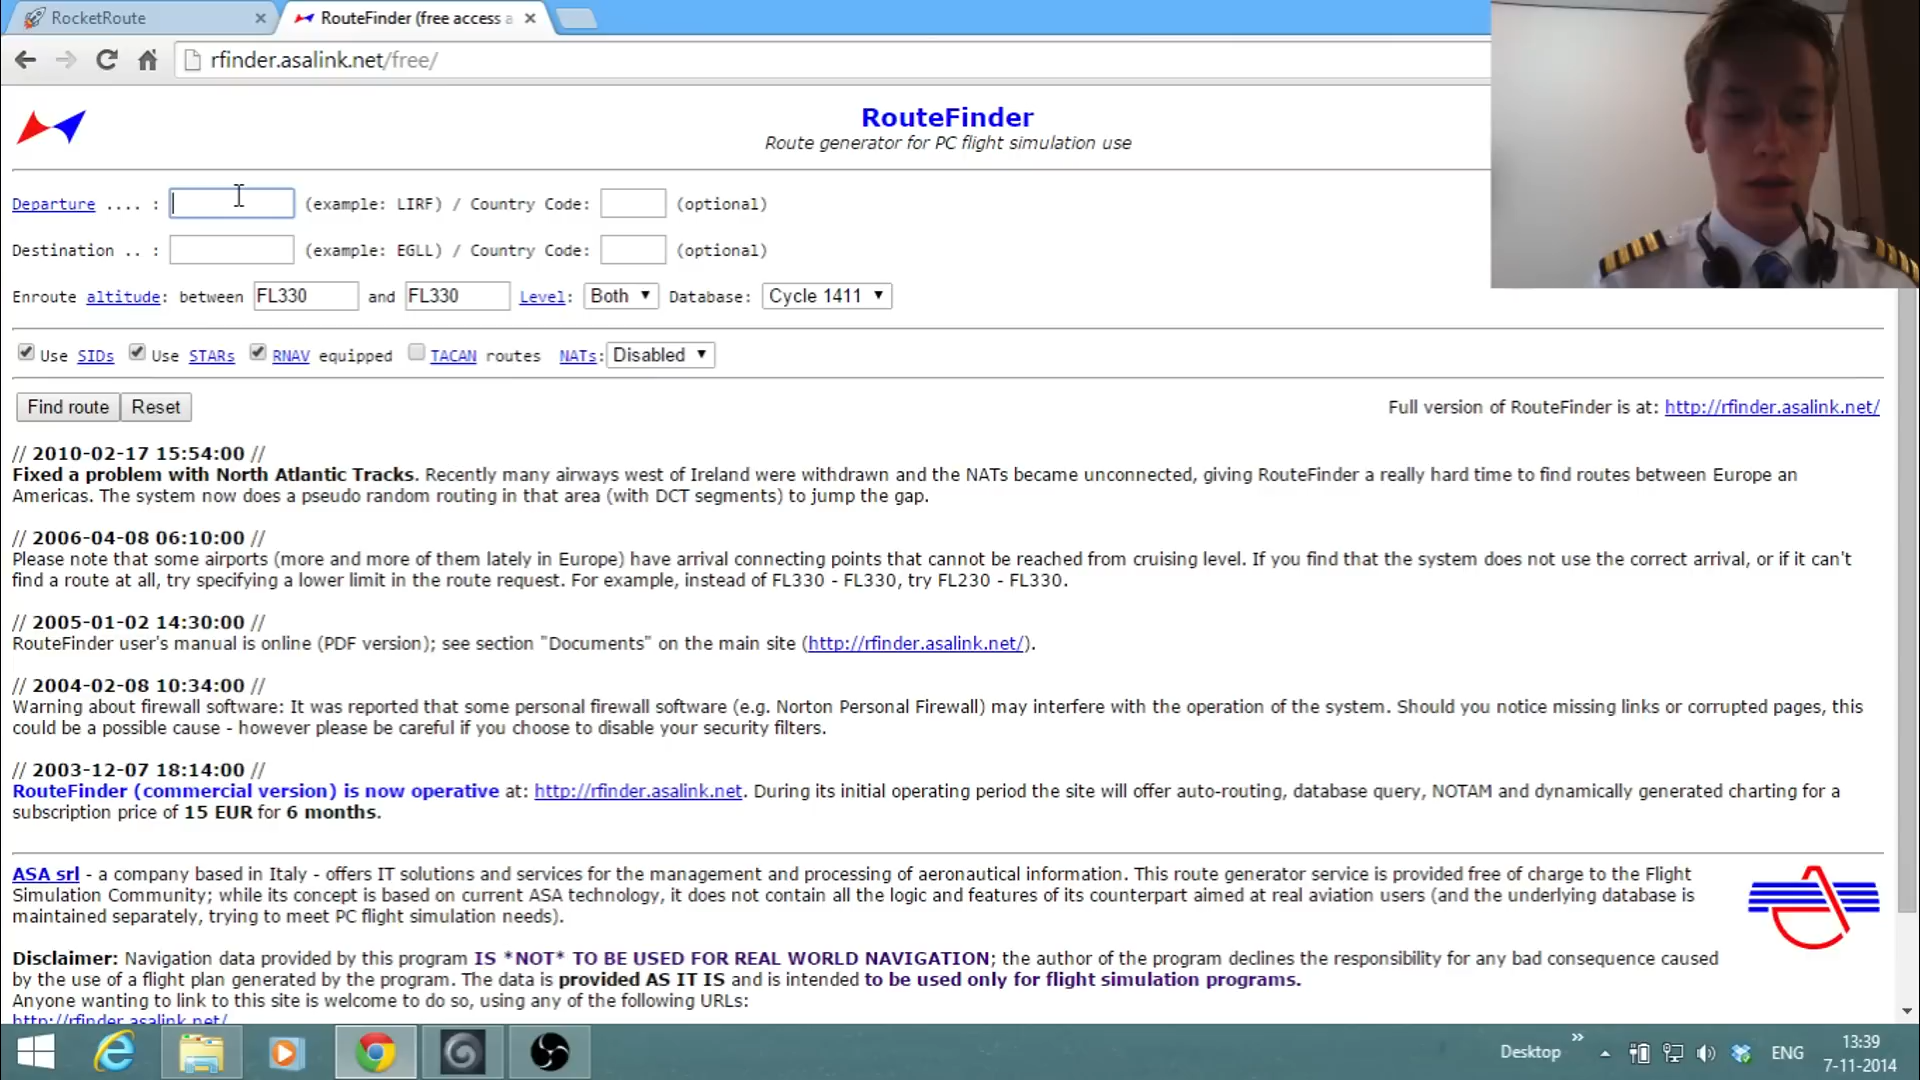 RocketRoute
RouteFinder (free access a
rfinder.asalink.net/free/
RouteFinder
Route generator for PC flight simulation use
Departure .... : (example: LIRF) / Country Code: (optional)
Destination .. : (example: EGLL) / Country Code: (optional)
Enroute altitude: between FL330 and FL330 Level: Both Database: Cycle 1411
Use SIDs Use STARs RNAV equipped TACAN routes NATs: Disabled
Find route Reset Full version of RouteFinder is at: http://rfinder.asalink.net/
// 2010-02-17 15:54:00 //
Fixed a problem with North Atlantic Tracks. Recently many airways west of Ireland were withdrawn and the NATs became unconnected, giving RouteFinder a really hard time to find routes between Europe an
Americas. The system now does a pseudo random routing in that area (with DCT segments) to jump the gap.
// 2006-04-08 06:10:00 //
Please note that some airports (more and more of them lately in Europe) have arrival connecting points that cannot be reached from cruising level. If you find that the system does not use the correct arrival, or if it can't
find a route at all, try specifying a lower limit in the route request. For example, instead of FL330 - FL330, try FL230 - FL330.
// 2005-01-02 14:30:00 //
RouteFinder user's manual is online (PDF version); see section "Documents" on the main site (http://rfinder.asalink.net/).
// 2004-02-08 10:34:00 //
Warning about firewall software: It was reported that some personal firewall software (e.g. Norton Personal Firewall) may interfere with the operation of the system. Should you notice missing links or corrupted pages, this
could be a possible cause - however please be careful if you choose to disable your security filters.
// 2003-12-07 18:14:00 //
RouteFinder (commercial version) is now operative at: http://rfinder.asalink.net. During its initial operating period the site will offer auto-routing, database query, NOTAM and dynamically generated charting for a
subscription price of 15 EUR for 6 months.
ASA srl - a company based in Italy - offers IT solutions and services for the management and processing of aeronautical information. This route generator service is provided free of charge to the Flight
Simulation Community; while its concept is based on current ASA technology, it does not contain all the logic and features of its counterpart aimed at real aviation users (and the underlying database is
maintained separately, trying to meet PC flight simulation needs).
Disclaimer: Navigation data provided by this program IS *NOT* TO BE USED FOR REAL WORLD NAVIGATION; the author of the program declines the responsibility for any bad consequence caused
by the use of a flight plan generated by the program. The data is provided AS IT IS and is intended to be used only for flight simulation programs.
Anyone wanting to link to this site is welcome to do so, using any of the following URLs:
http://rfinder.asalink.net/
Desktop ENG 13:39
7-11-2014